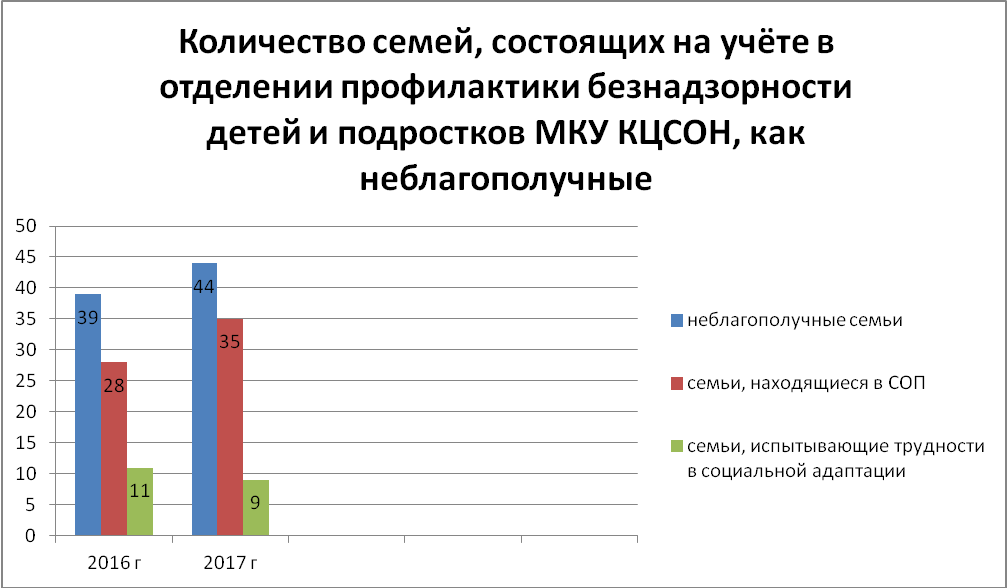 Количество семей, состоящих на учёте в
отделении профилактики безнадзорности
детей и подростков МКУ КЦСОН, как
неблагополучные
50
45
40
35
30
25
20
15
10
5
0
39
28
11
44
35
9
2016 г
2017 г
неблагополучные семьи
семьи, находящиеся в СОП
семьи, испытывающие трудности
в социальной адаптации